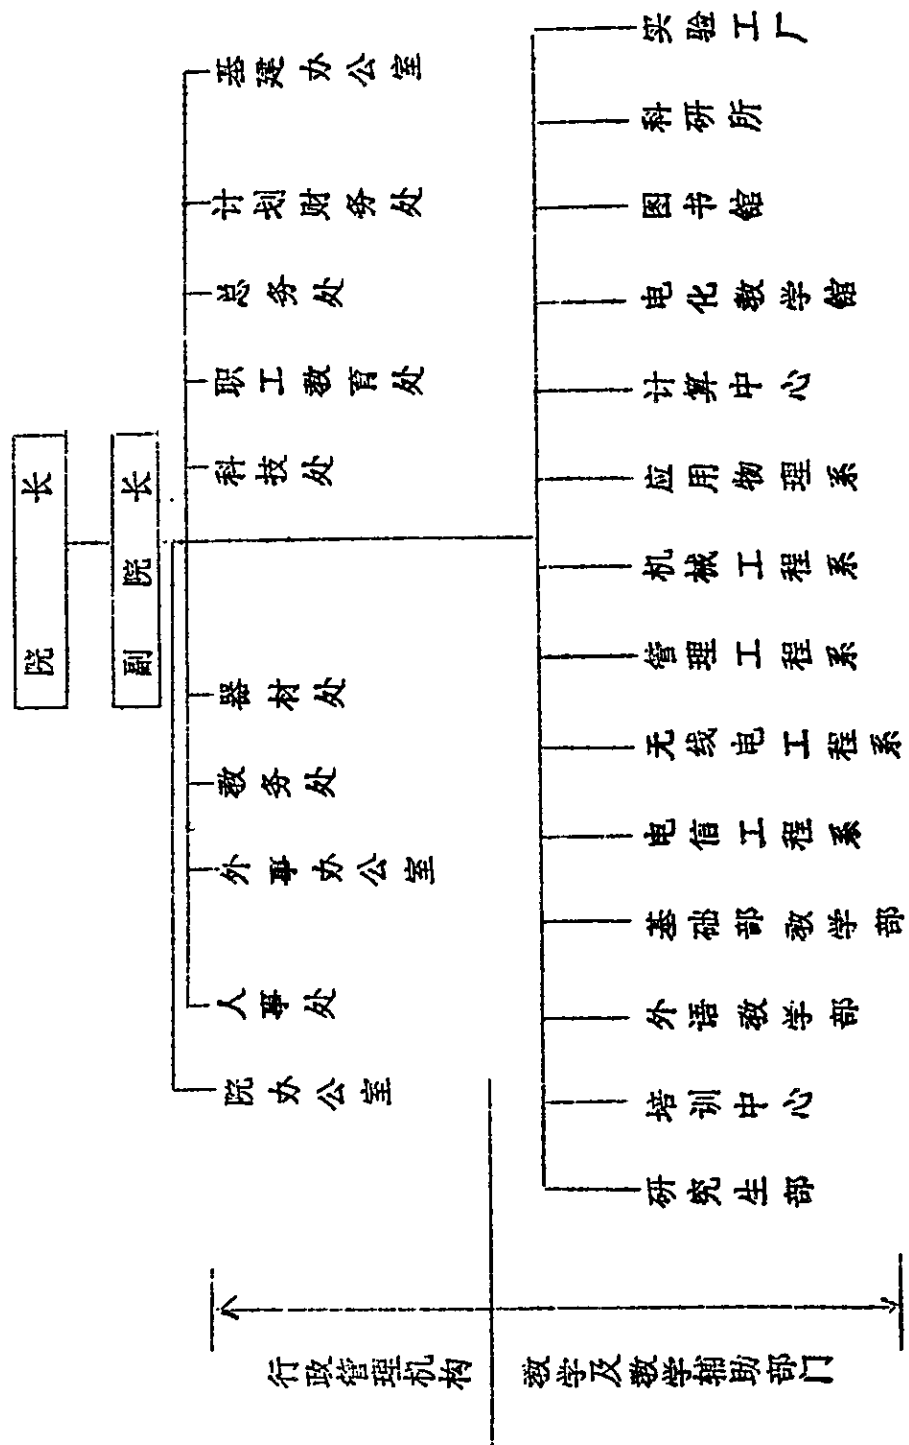 院长
副院长
行政管理机构
院办公室
人事处
外事办公室
教务处
器材处
科技处
职工教育处
总务处
计划财务处
基建办公室
教学及教学辅助部门
研究生部
培训中心
外语教学部
基础部教学部
电信工程系
无线电工程系
管理工程系
机械工程系
应用物理系
计算中心
电化教学馆
图书馆
科研所
实验工厂